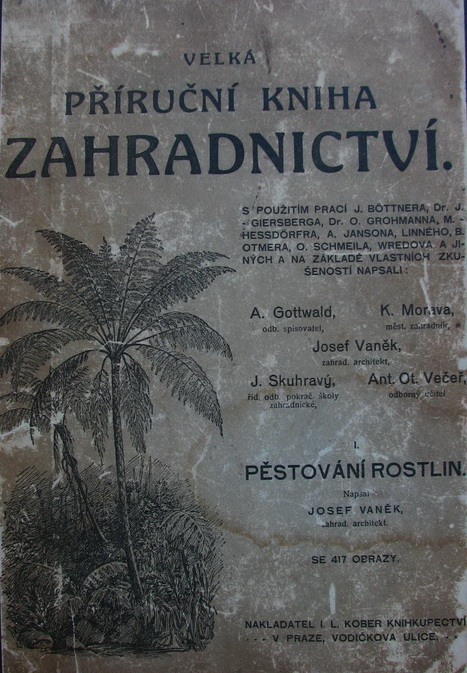 VELKÁ
PŘÍRUČNÍ KNIHA
ZAHRADNICTVÍ.
S POUŽITÍM PRACÍ J. BÖTTNERA, Dr. J.
- GIERSBERGA, Dr. O. GROHMANNA, M. -
HESSDÖRFRA, A. JANSONA, LINNÉHO, B.
OTMERA, O. SCHMEILA, WREDOVA A JI-
NÝCH A NA ZÁKLADĚ VLASTNÍCH ZKU-
ŠENOSTÍ NAPSALI:
A. Gottwald, K. Morava,
odb. spisovatel, měst. zahradník,
Josef Vaněk,
zahrad. architekt,
J. Skuhravý, Ant. Ot. Večeř,
říd. odb. pokrač. školy odborný učitel
zahradnické,
I.
PĚSTOVÁNÍ ROSTLIN.
Napsal
JOSEF VANĚK,
zahrad. architekt.
SE 417 OBRAZY.
NAKLADATEL I. L. KOBER KNIHKUPECTVÍ
- - - V PRAZE, VODIČKOVA ULICE. - - -